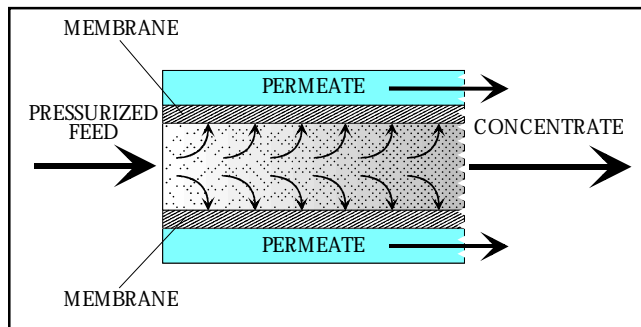 MEMBRANE
PERMEATE
PRESSURIZED
FEED
CONCENTRATE
PERMEATE
MEMBRANE